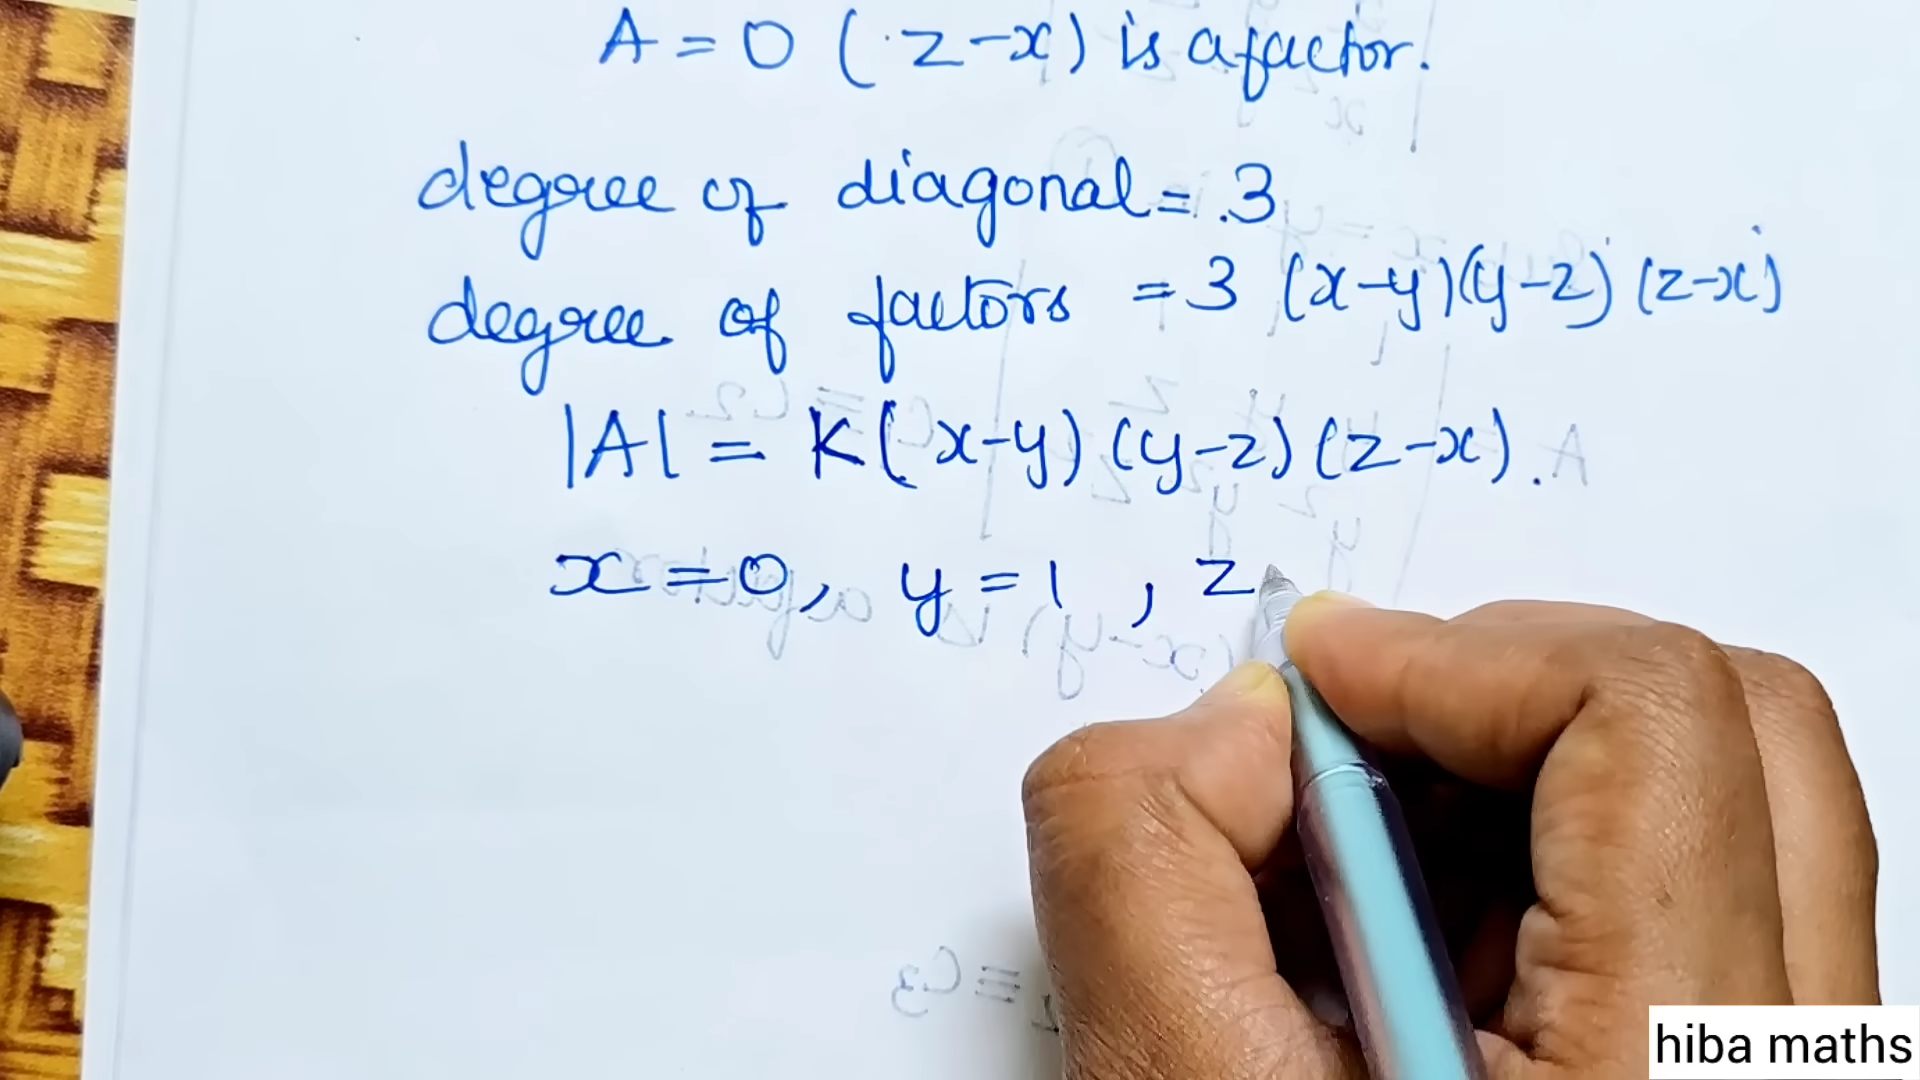 A = 0 (z-x) is a factor.
degree of diagonal = 3
degree of factors = 3 (x-y)(y-z)(z-x)
|A| = K(x-y)(y-z)(z-x).
x = 0, y = 1, z
hiba maths